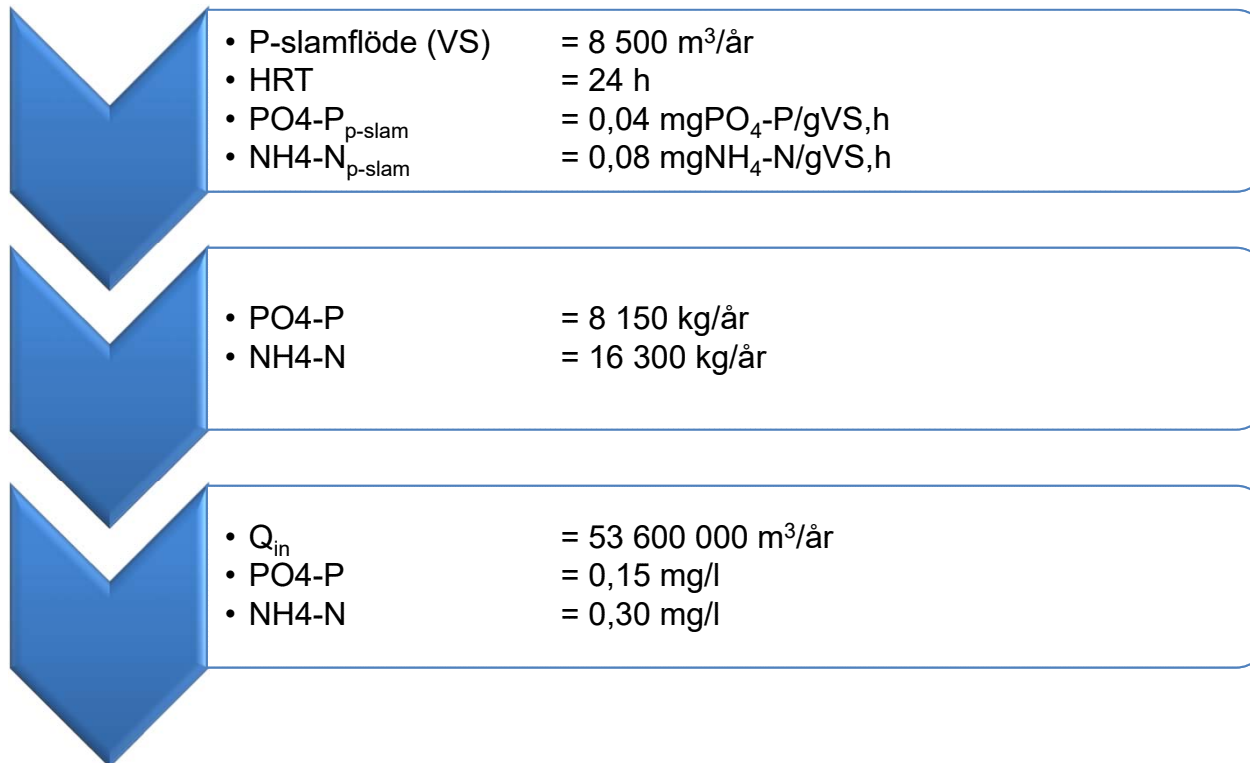 • P-slamflöde (VS) = 8 500 m³/år
• HRT = 24 h
• PO4-Pp-slam = 0,04 mgPO₄-P/gVS,h
• NH4-Np-slam = 0,08 mgNH₄-N/gVS,h
• PO4-P = 8 150 kg/år
• NH4-N = 16 300 kg/år
• Qin = 53 600 000 m³/år
• PO4-P = 0,15 mg/l
• NH4-N = 0,30 mg/l